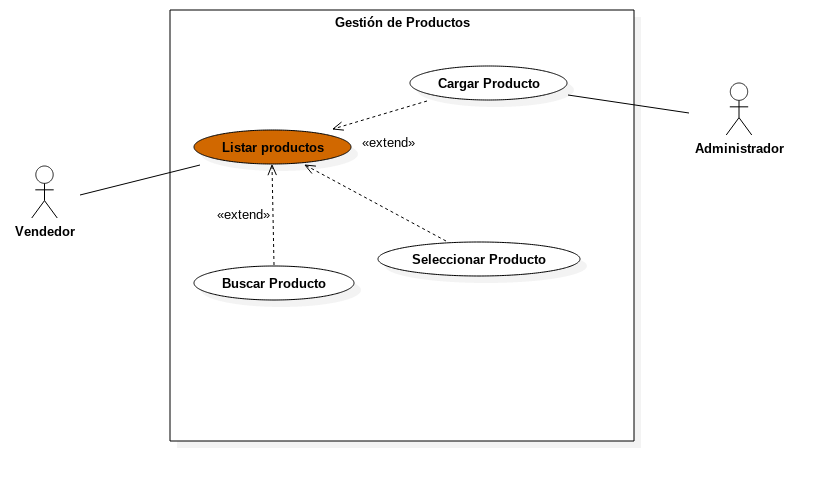 Gestión de Productos
Cargar Producto
«extend»
Listar productos
Administrador
«extend»
Vendedor
Seleccionar Producto
Buscar Producto